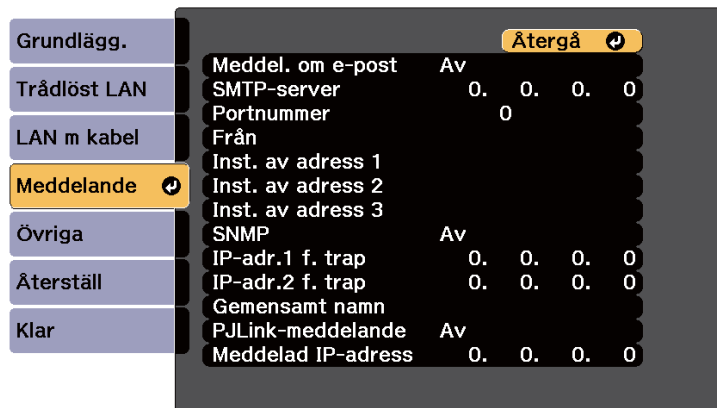 Grundlägg.
Trådlöst LAN
LAN m kabel
Meddelande
Övriga
Återställ
Klar
Återgå
Meddel. om e-post Av
SMTP-server 0. 0. 0. 0
Portnummer 0
Från
Inst. av adress 1
Inst. av adress 2
Inst. av adress 3
SNMP Av
IP-adr.1 f. trap 0. 0. 0. 0
IP-adr.2 f. trap 0. 0. 0. 0
Gemensamt namn
PJLink-meddelande Av
Meddelad IP-adress 0. 0. 0. 0